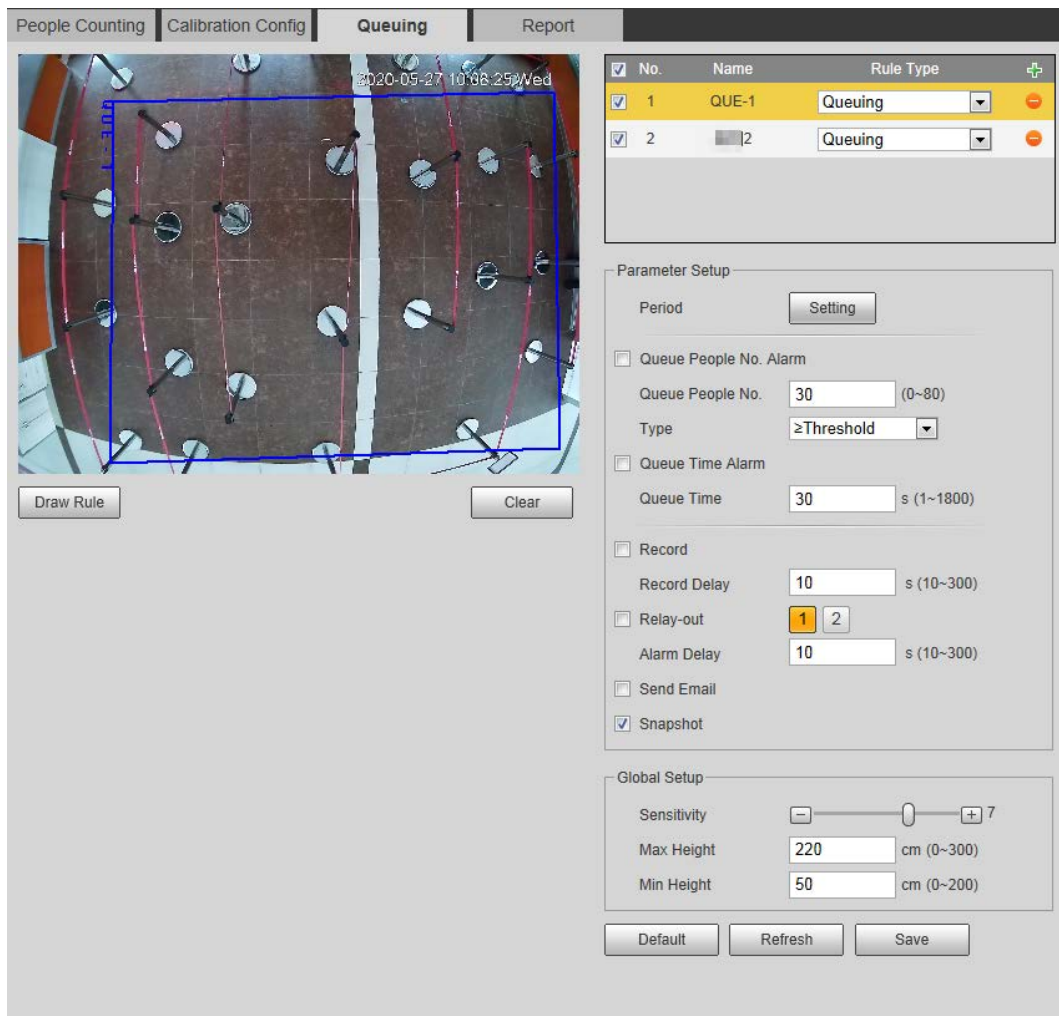 People Counting Calibration Config Queuing Report
2020-05-27 10:08:25 Wed
QUE-1
No. Name Rule Type
1 QUE-1 Queuing
2 2 Queuing
Parameter Setup
Period Setting
Queue People No. Alarm
Queue People No. 30 (0~80)
Type ≥Threshold
Queue Time Alarm
Queue Time 30 s (1~1800)
Record
Record Delay 10 s (10~300)
Relay-out 1 2
Alarm Delay 10 s (10~300)
Send Email
Snapshot
Draw Rule Clear
Global Setup
Sensitivity 7
Max Height 220 cm (0~300)
Min Height 50 cm (0~200)
Default Refresh Save